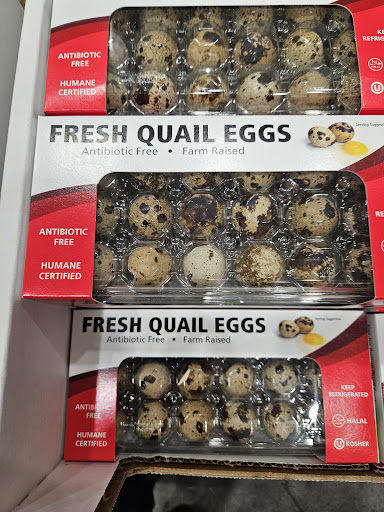 ANTIBIOTIC
FREE
HUMANE
CERTIFIED
FRESH QUAIL EGGS
Antibiotic Free • Farm Raised
ANTIBIOTIC
FREE
HUMANE
CERTIFIED
FRESH QUAIL EGGS
Antibiotic Free • Farm Raised
ANTIBIOTIC
FREE
HUMANE
CERTIFIED
KEEP
REFRIGERATED
HALAL
U KOSHER